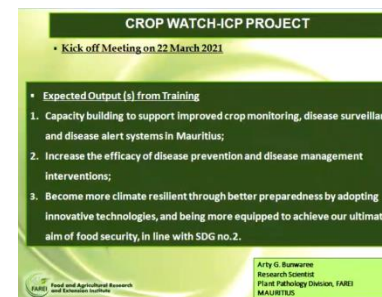 CROP WATCH-ICP PROJECT
▪ Kick off Meeting on 22 March 2021
▪ Expected Output (s) from Training
1. Capacity building to support improved crop monitoring, disease surveillan
and disease alert systems in Mauritius;
2. Increase the efficacy of disease prevention and disease management
interventions;
3. Become more climate resilient through better preparedness by adopting
innovative technologies, and being more equipped to achieve our ultimat
aim of food security, in line with SDG no.2.
Arty G. Bunwaree
Research Scientist
Plant Pathology Division, FAREI
MAURITIUS
FAREI
Food and Agricultural Research
and Extension Institute